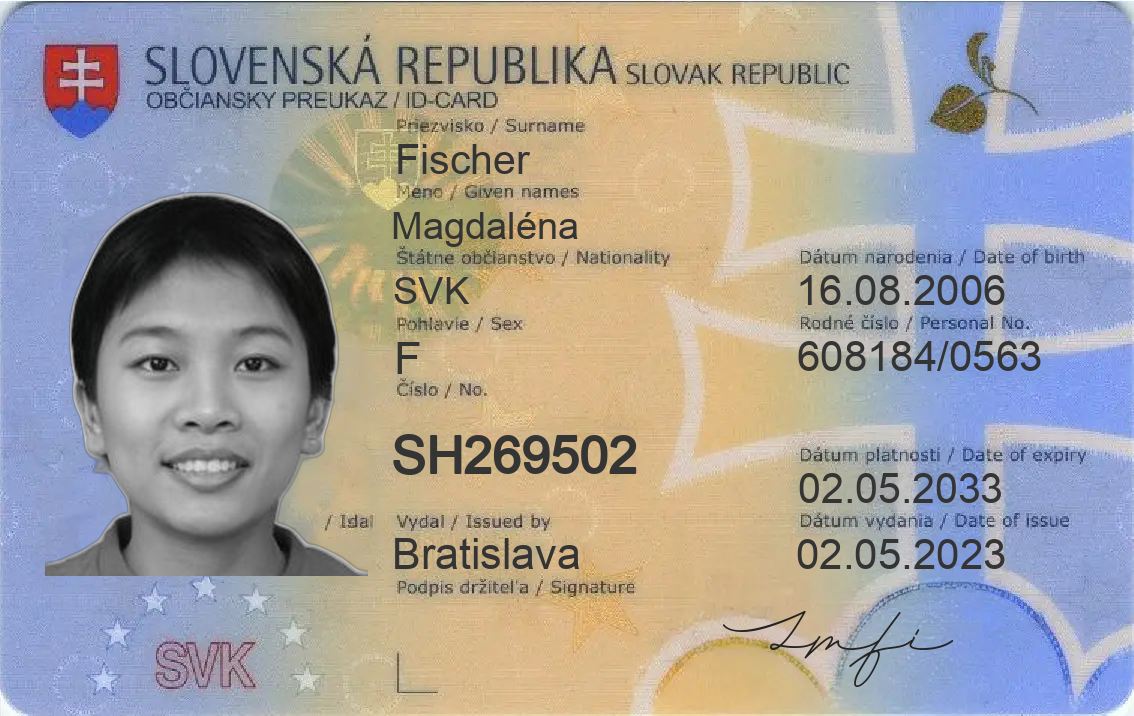 SLOVENSKÁ REPUBLIKA SLOVAK REPUBLIC
OBČIANSKY PREUKAZ / ID-CARD
Priezvisko / Surname
Fischer
Meno / Given names
Magdaléna
Štátne občianstvo / Nationality
SVK
Dátum narodenia / Date of birth
16.08.2006
Pohlavie / Sex
F
Rodné číslo / Personal No.
608184/0563
Číslo / No.
SH269502
Dátum platnosti / Date of expiry
02.05.2033
/ Idal Vydal / Issued by
Bratislava
Dátum vydania / Date of issue
02.05.2023
Podpis držiteľa / Signature
SVK